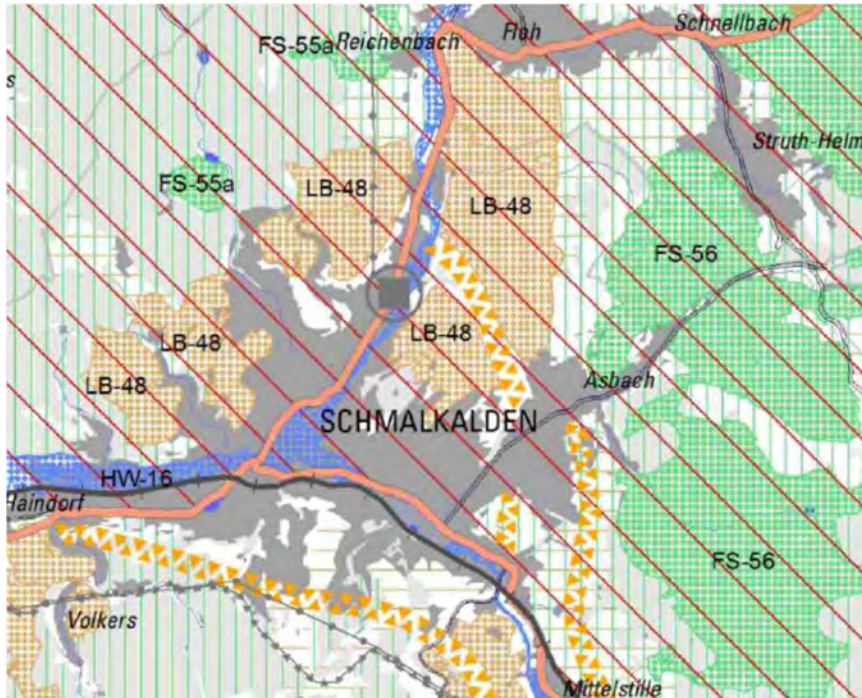 FS-55a
Reichenbach
Floh
Schnellbach
s
Struth-Helm
FS-55a
LB-48
LB-48
FS-56
LB-48
LB-48
LB-48
Asbach
SCHMALKALDEN
HW-16
Haindorf
FS-56
Volkers
Mittelstille